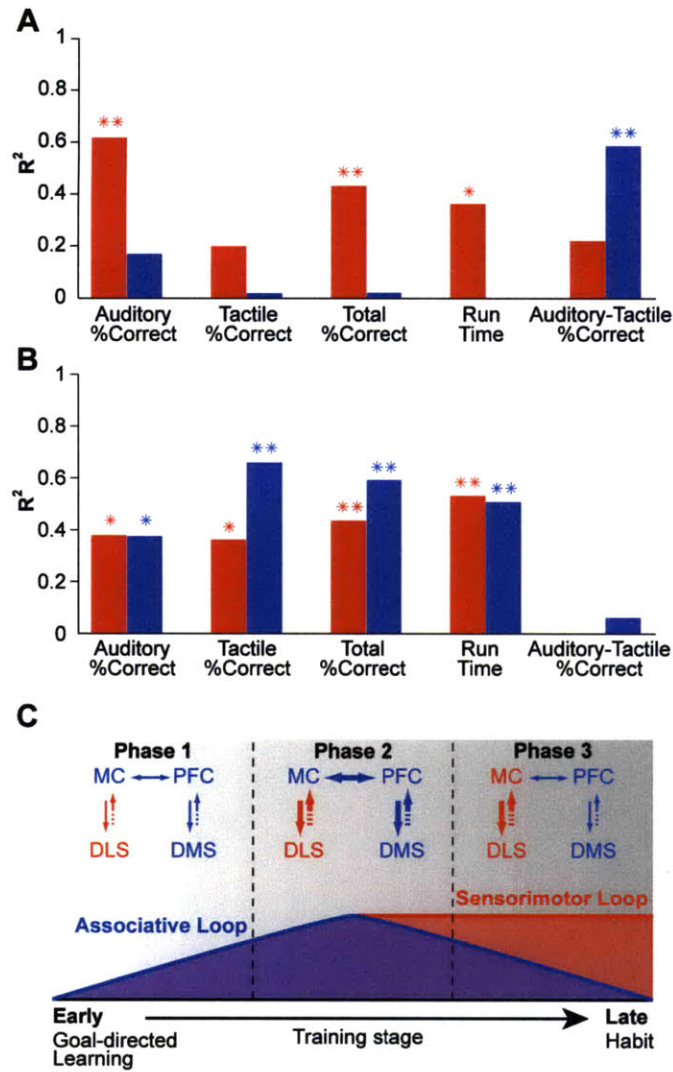 A
1
0.8
0.6
0.4
0.2
0
R²
** ** * **
Auditory %Correct
Tactile %Correct
Total %Correct
Run Time
Auditory-Tactile %Correct
B
1
0.8
0.6
0.4
0.2
0
R²
* * * ** ** ** ** **
Auditory %Correct
Tactile %Correct
Total %Correct
Run Time
Auditory-Tactile %Correct
C
Phase 1 Phase 2 Phase 3
MC PFC MC PFC MC PFC
DLS DMS DLS DMS DLS DMS
Sensorimotor Loop
Associative Loop
Early Late
Goal-directed Training stage Habit
Learning